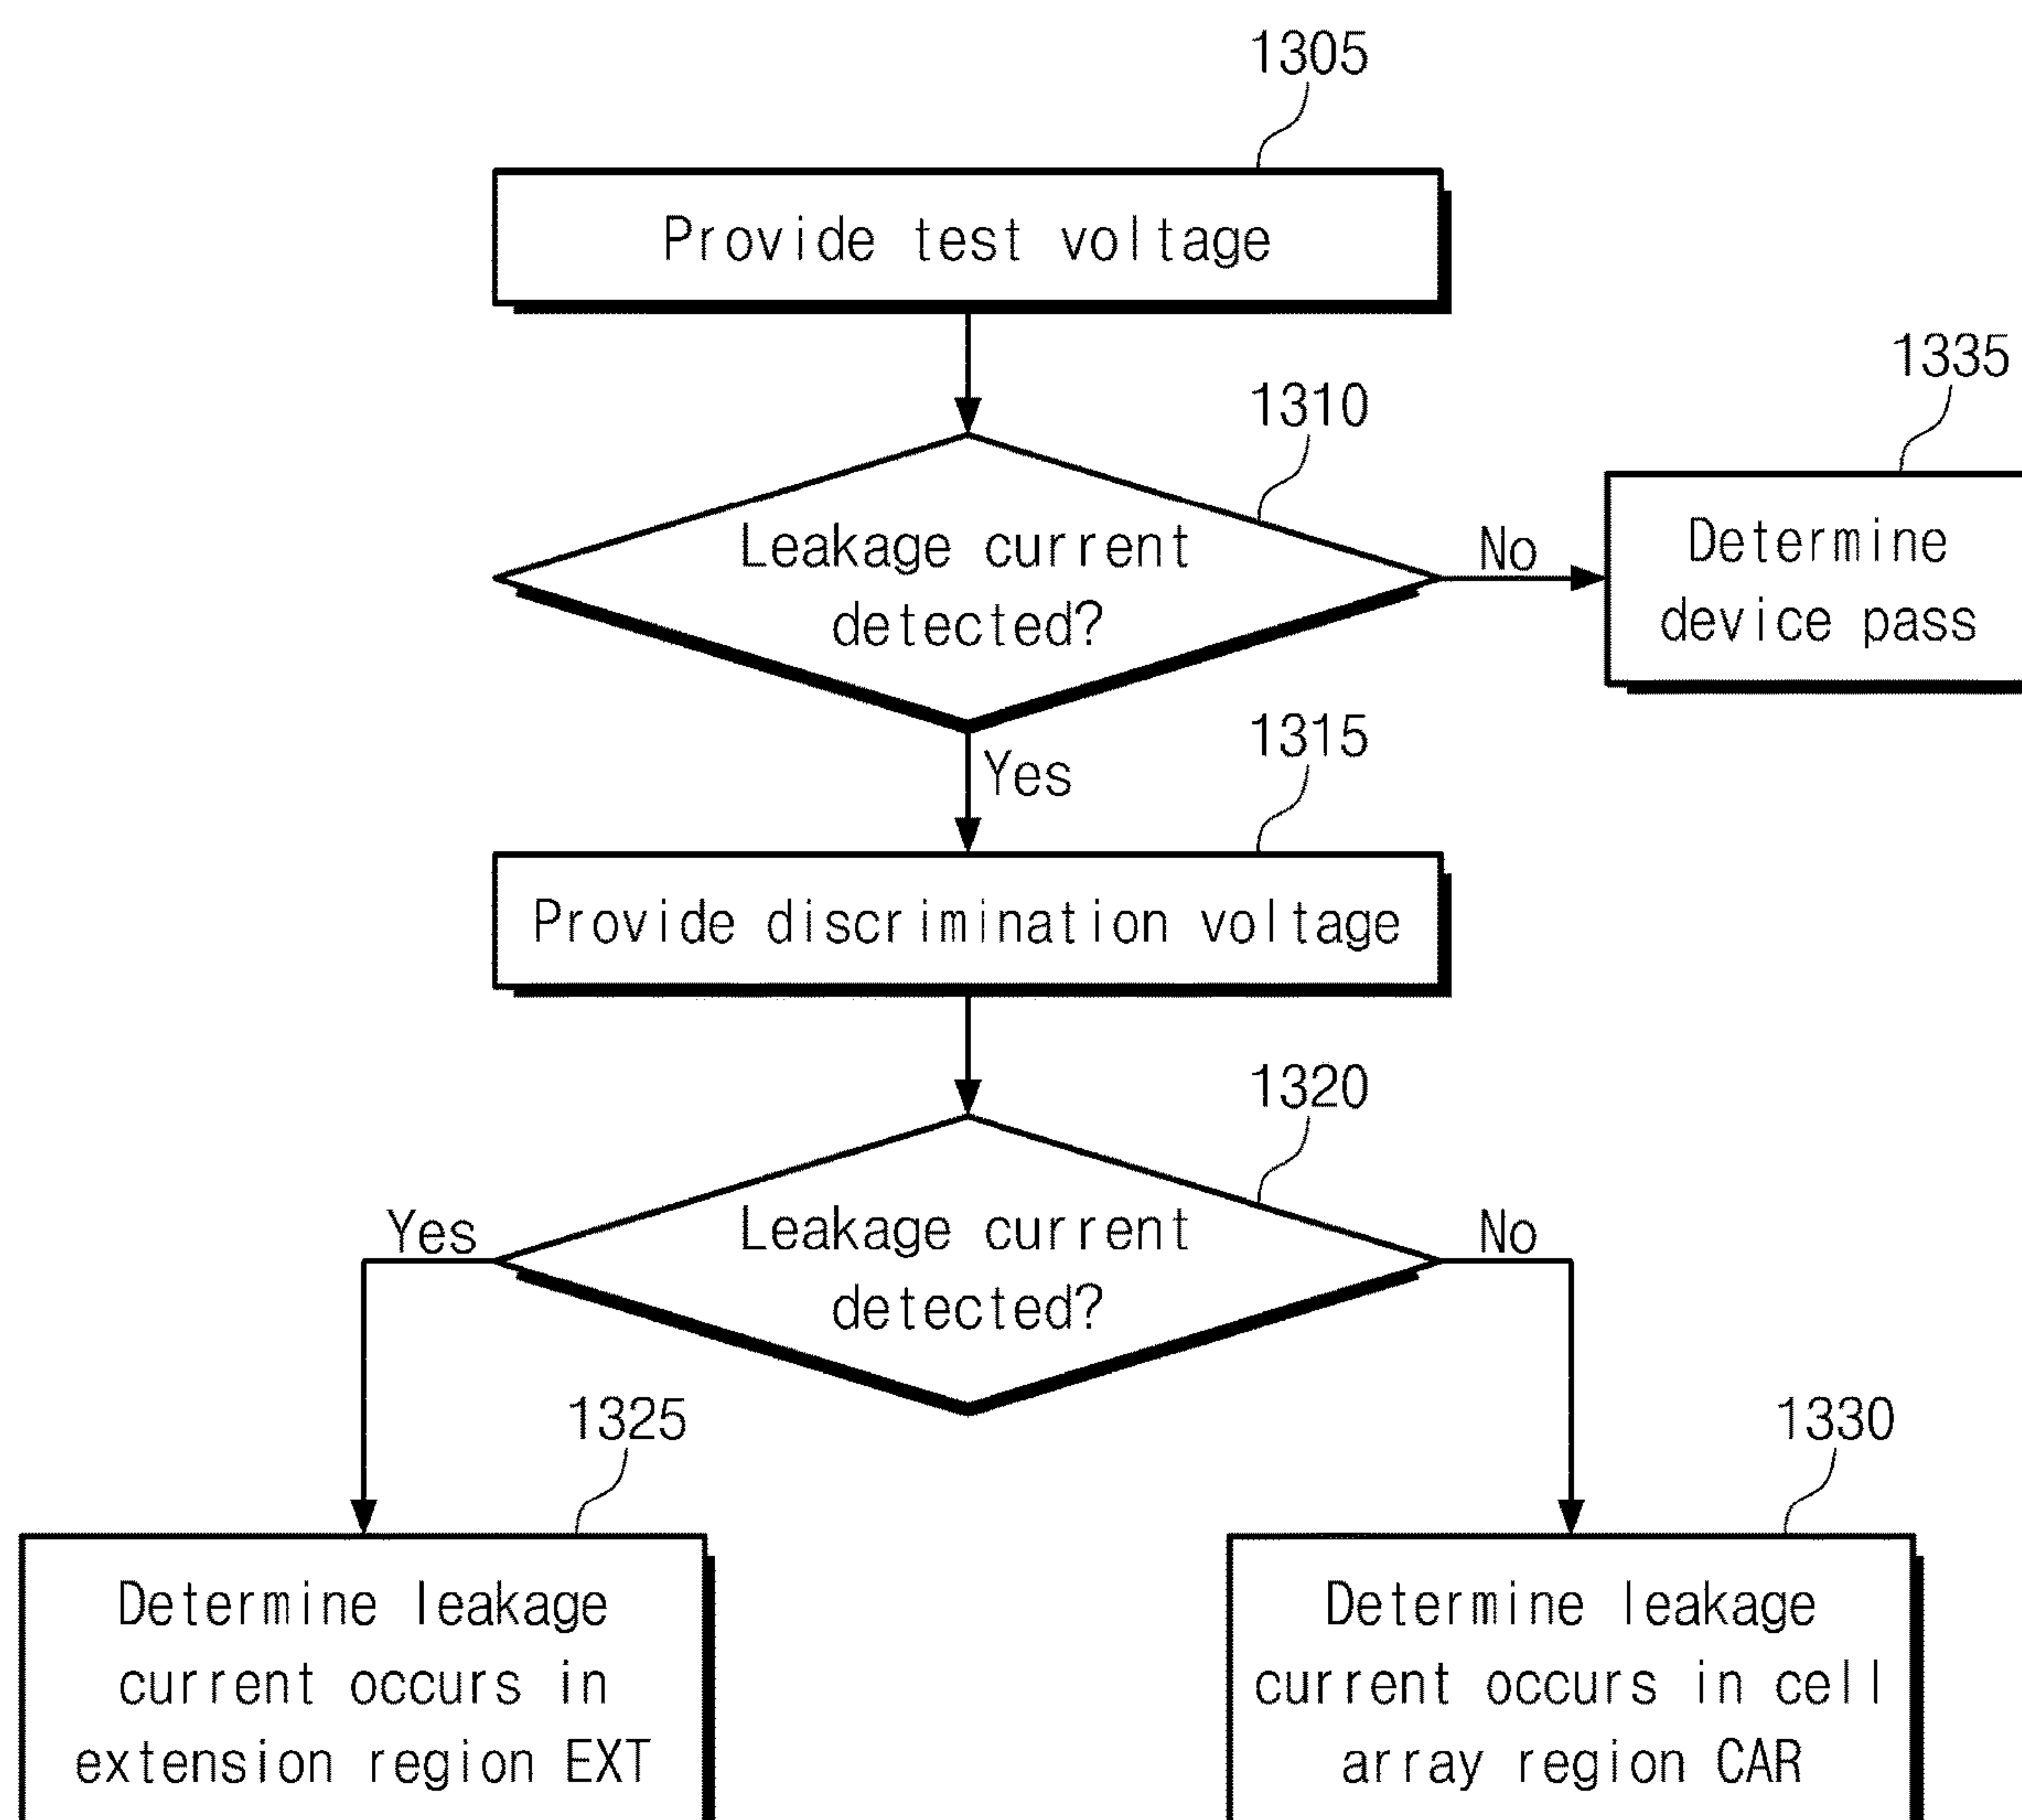 1305
Provide test voltage
1335
1310
Leakage current
detected?
No
Determine
device pass
Yes
1315
Provide discrimination voltage
1320
Leakage current
detected?
Yes
No
1325
1330
Determine leakage
current occurs in
extension region EXT
Determine leakage
current occurs in cell
array region CAR